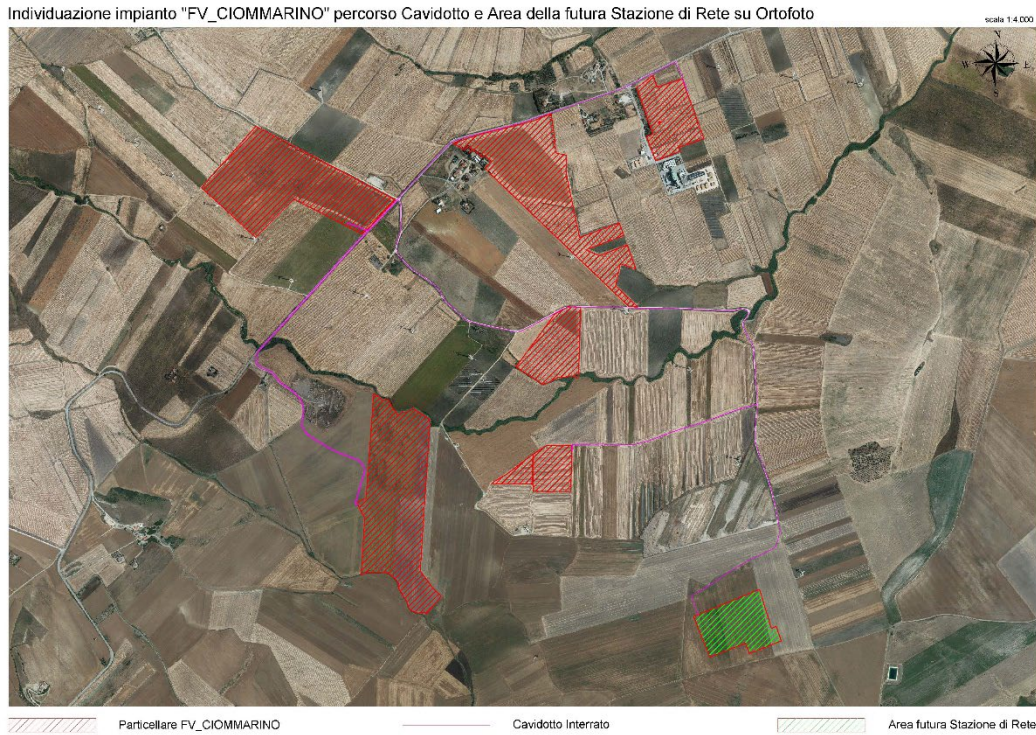 Individuazione impianto "FV_CIOMMARINO" percorso Cavidotto e Area della futura Stazione di Rete su Ortofoto
scala 1:4.000
N
W E
S
Particellare FV_CIOMMARINO
Cavidotto Interrato
Area futura Stazione di Rete